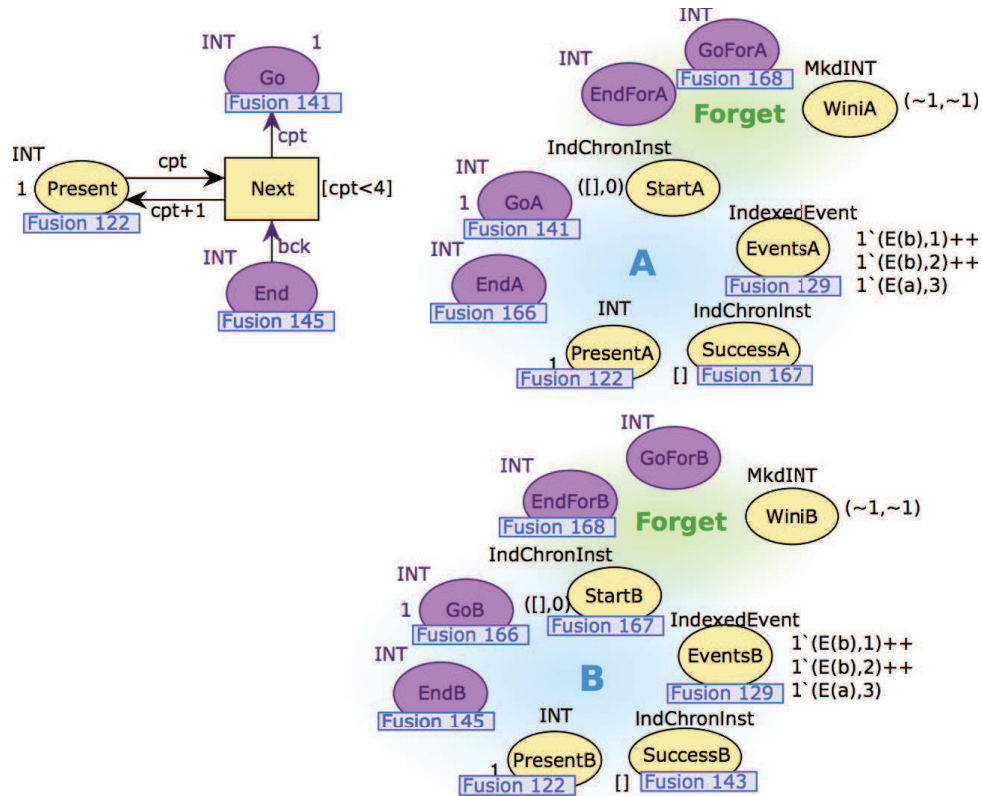 INT 1
Go
Fusion 141
cpt
INT
1 Present
Fusion 122
cpt
cpt+1
Next
[cpt<4]
bck
INT
End
Fusion 145
INT
GoForA
Fusion 168
INT
EndForA
Forget
MkdINT
WiniA
(~1,~1)
IndChronInst
([],0)
StartA
INT
1 GoA
Fusion 141
A
IndexedEvent
EventsA
Fusion 129
1`(E(b),1)++
1`(E(b),2)++
1`(E(a),3)
INT
EndA
Fusion 166
INT
PresentA
1
Fusion 122
IndChronInst
SuccessA
[]
Fusion 167
INT
GoForB
INT
EndForB
Fusion 168
Forget
MkdINT
WiniB
(~1,~1)
IndChronInst
([],0)
StartB
Fusion 167
INT
1 GoB
Fusion 166
B
IndexedEvent
EventsB
Fusion 129
1`(E(b),1)++
1`(E(b),2)++
1`(E(a),3)
INT
EndB
Fusion 145
INT
PresentB
1
Fusion 122
IndChronInst
SuccessB
[]
Fusion 143